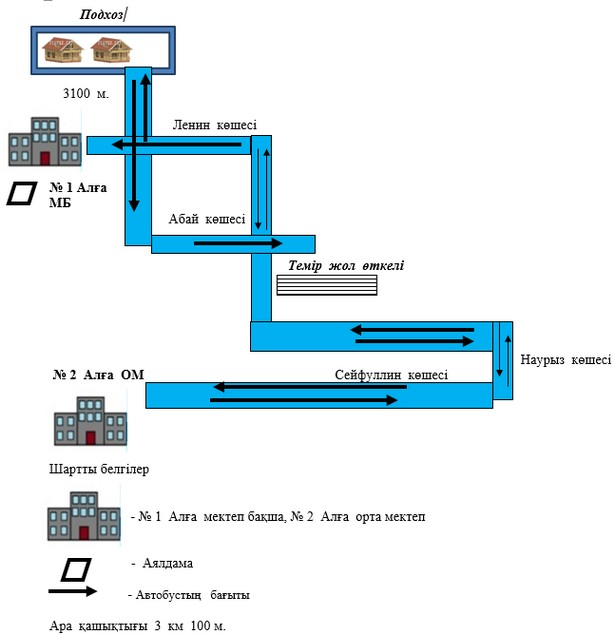 Подхоз/
3100 м.
Ленин көшесі
№ 1 Алға
МБ
Абай көшесі
Темір жол өткелі
Наурыз көшесі
№ 2 Алға ОМ
Сейфуллин көшесі
Шартты белгілер
- № 1 Алға мектеп бақша, № 2 Алға орта мектеп
- Аялдама
- Автобустың бағыты
Ара қашықтығы 3 км 100 м.